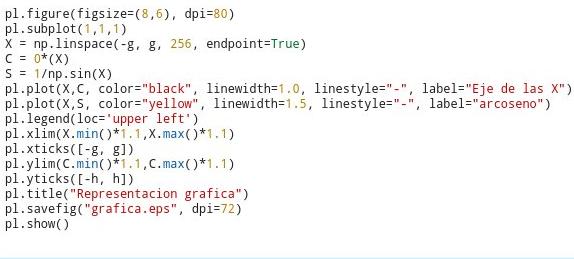 pl.figure(figsize=(8,6), dpi=80)
pl.subplot(1,1,1)
X = np.linspace(-g, g, 256, endpoint=True)
C = 0*(X)
S = 1/np.sin(X)
pl.plot(X,C, color="black", linewidth=1.0, linestyle="-", label="Eje de las X")
pl.plot(X,S, color="yellow", linewidth=1.5, linestyle="-", label="arcoseno")
pl.legend(loc='upper left')
pl.xlim(X.min()*1.1,X.max()*1.1)
pl.xticks([-g, g])
pl.ylim(C.min()*1.1,C.max()*1.1)
pl.yticks([-h, h])
pl.title("Representacion grafica")
pl.savefig("grafica.eps", dpi=72)
pl.show()